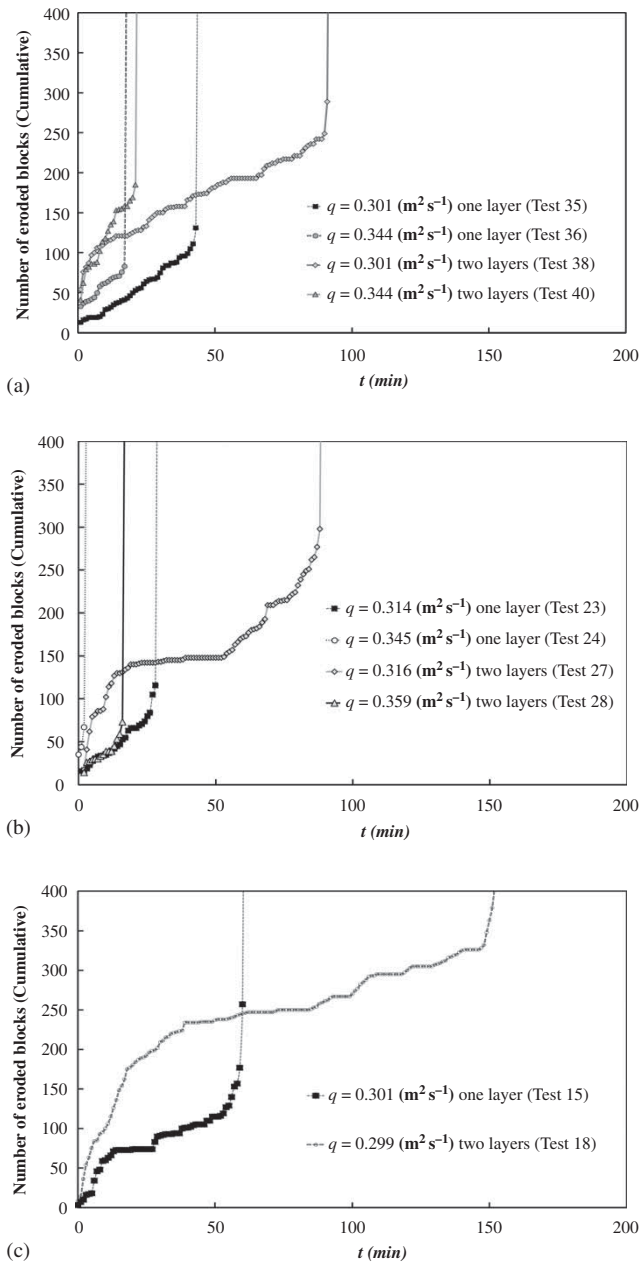 400
350
300
250
200
150
100
50
0
Number of eroded blocks (Cumulative)
q = 0.301 (m² s⁻¹) one layer (Test 35)
q = 0.344 (m² s⁻¹) one layer (Test 36)
q = 0.301 (m² s⁻¹) two layers (Test 38)
q = 0.344 (m² s⁻¹) two layers (Test 40)
0 50 100 150 200
t (min)
(a)
400
350
300
250
200
150
100
50
0
Number of eroded blocks (Cumulative)
q = 0.314 (m² s⁻¹) one layer (Test 23)
q = 0.345 (m² s⁻¹) one layer (Test 24)
q = 0.316 (m² s⁻¹) two layers (Test 27)
q = 0.359 (m² s⁻¹) two layers (Test 28)
0 50 100 150 200
t (min)
(b)
400
350
300
250
200
150
100
50
0
Number of eroded blocks (Cumulative)
q = 0.301 (m² s⁻¹) one layer (Test 15)
q = 0.299 (m² s⁻¹) two layers (Test 18)
0 50 100 150 200
t (min)
(c)